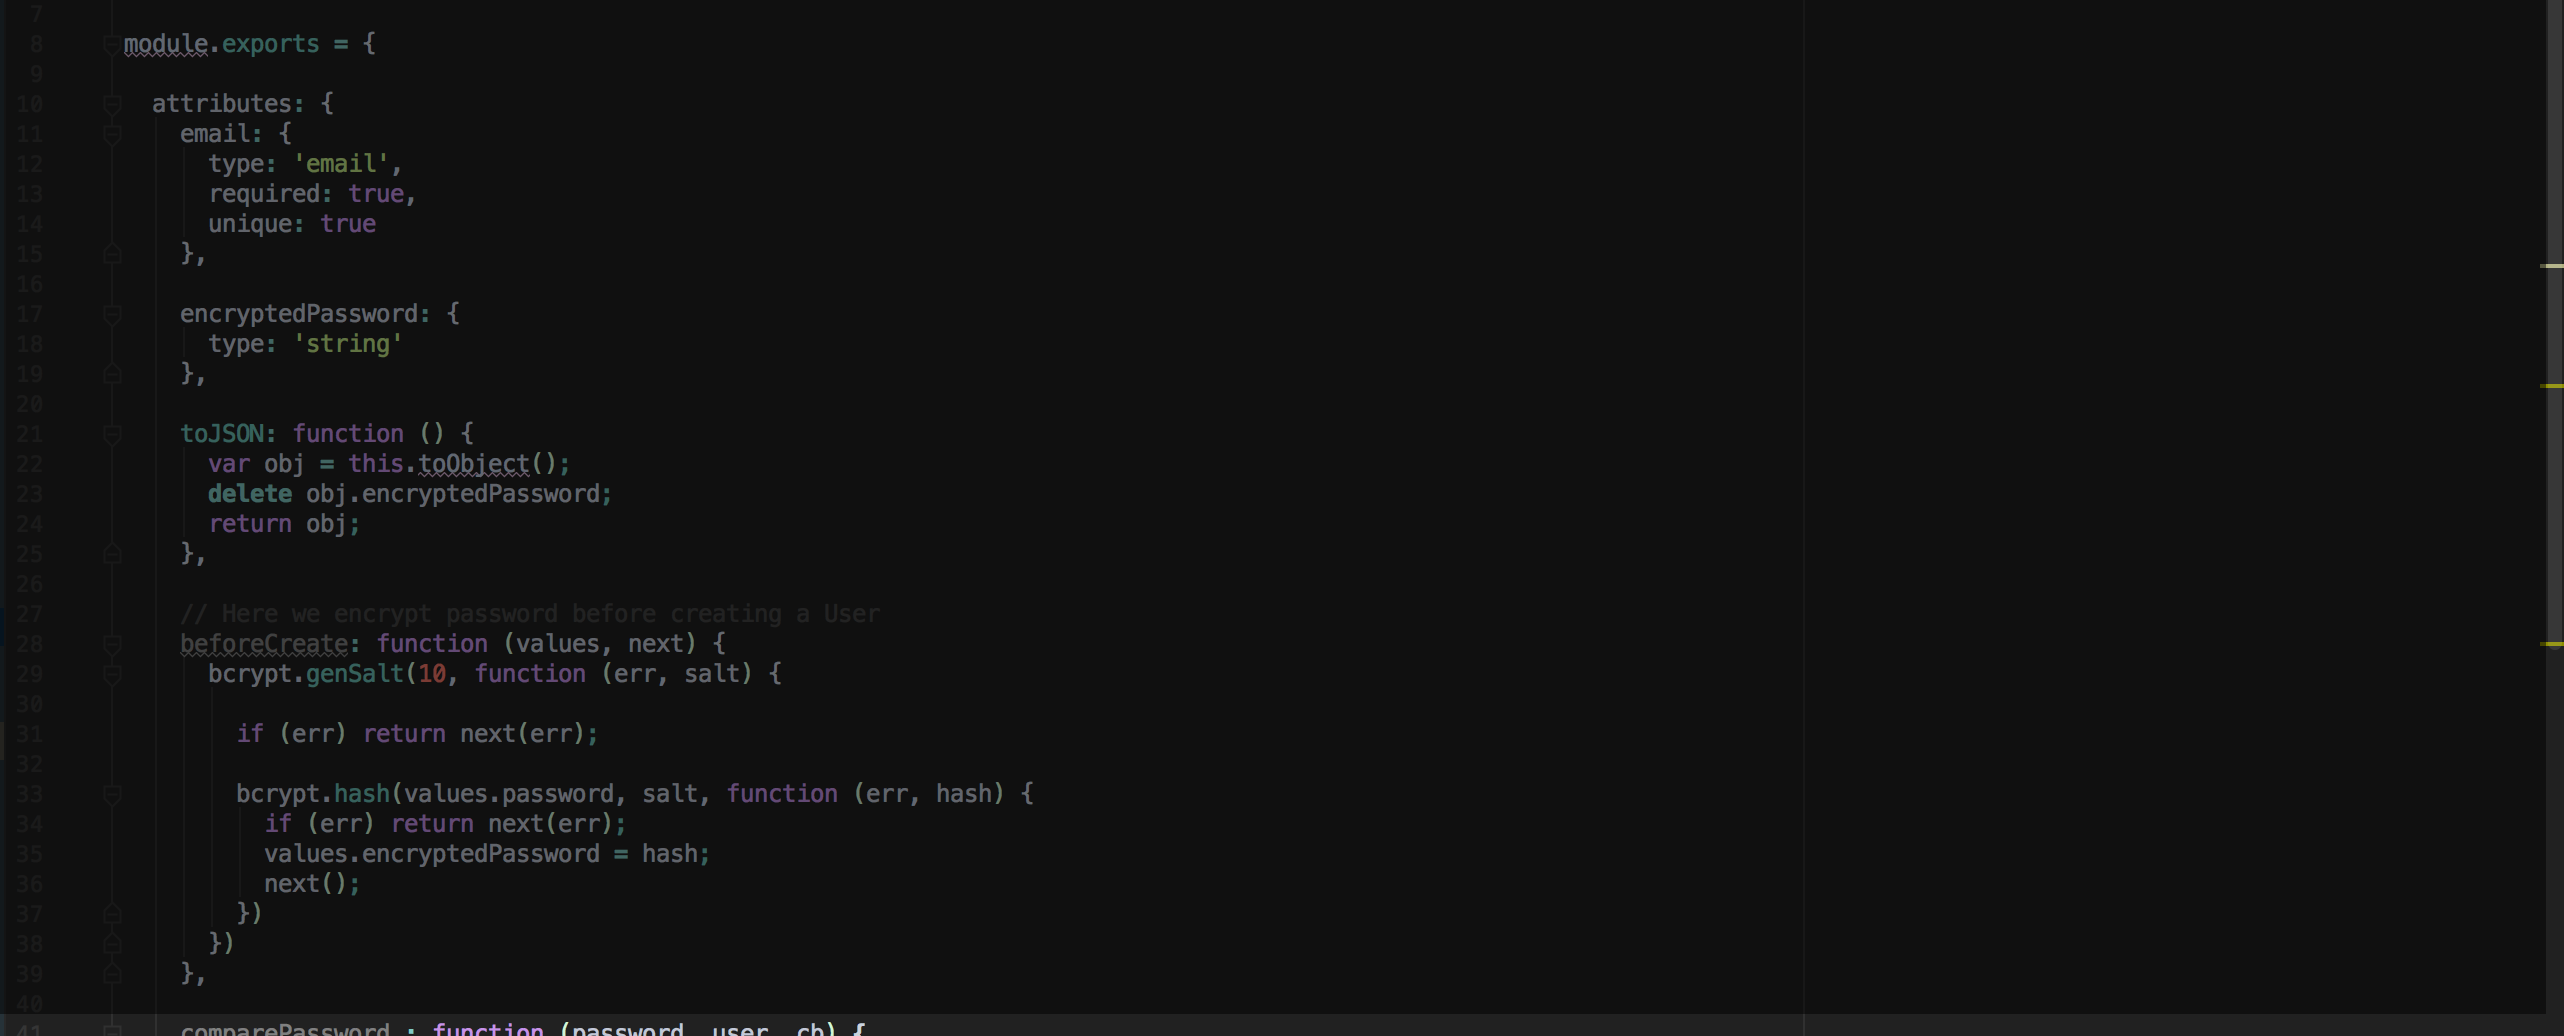 7
8 module.exports = {
9
10 attributes: {
11 email: {
12 type: 'email',
13 required: true,
14 unique: true
15 },
16
17 encryptedPassword: {
18 type: 'string'
19 },
20
21 toJSON: function () {
22 var obj = this.toObject();
23 delete obj.encryptedPassword;
24 return obj;
25 },
26
27 // Here we encrypt password before creating a User
28 beforeCreate: function (values, next) {
29 bcrypt.genSalt(10, function (err, salt) {
30
31 if (err) return next(err);
32
33 bcrypt.hash(values.password, salt, function (err, hash) {
34 if (err) return next(err);
35 values.encryptedPassword = hash;
36 next();
37 })
38 })
39 },
40
41 comparePassword : function (password, user, cb) {